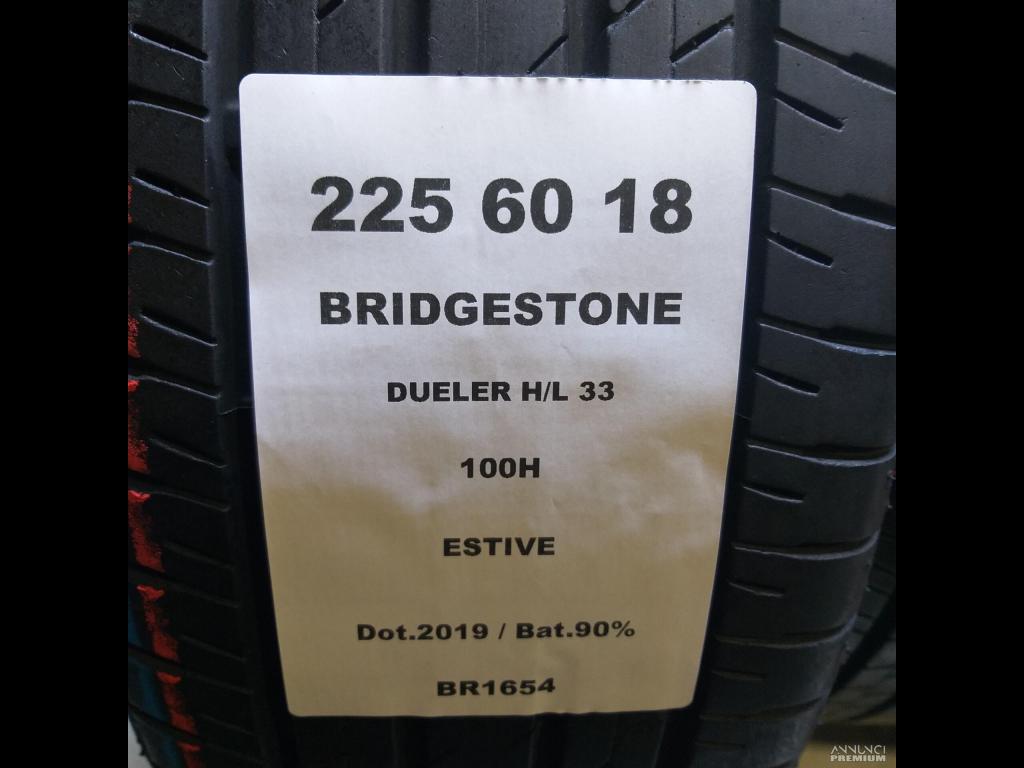 225 60 18
BRIDGESTONE
DUELER H/L 33
100H
ESTIVE
Dot.2019 / Bat.90%
BR1654
ANNUNCI
PREMIUM